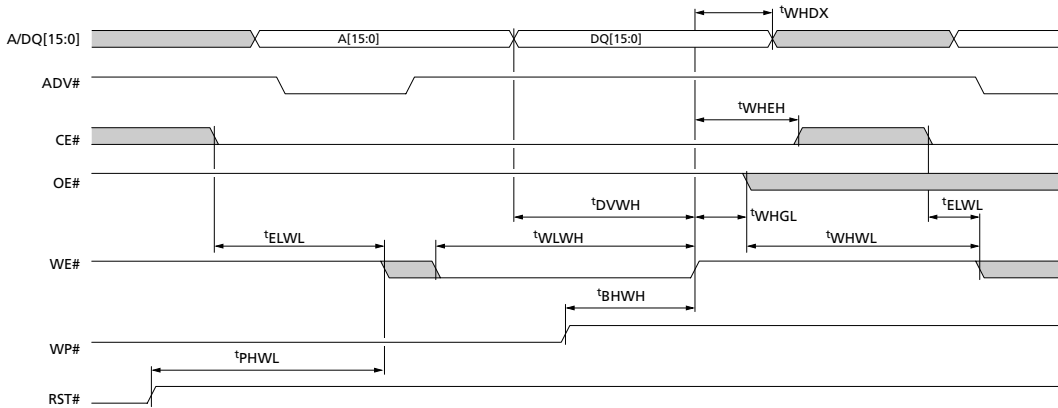 tWHDX
A/DQ[15:0] A[15:0] DQ[15:0]
ADV#
tWHEH
CE#
OE#
tDVWH tWHGL tELWL
tELWL tWLWH tWHWL
WE#
tBHWH
WP#
tPHWL
RST#